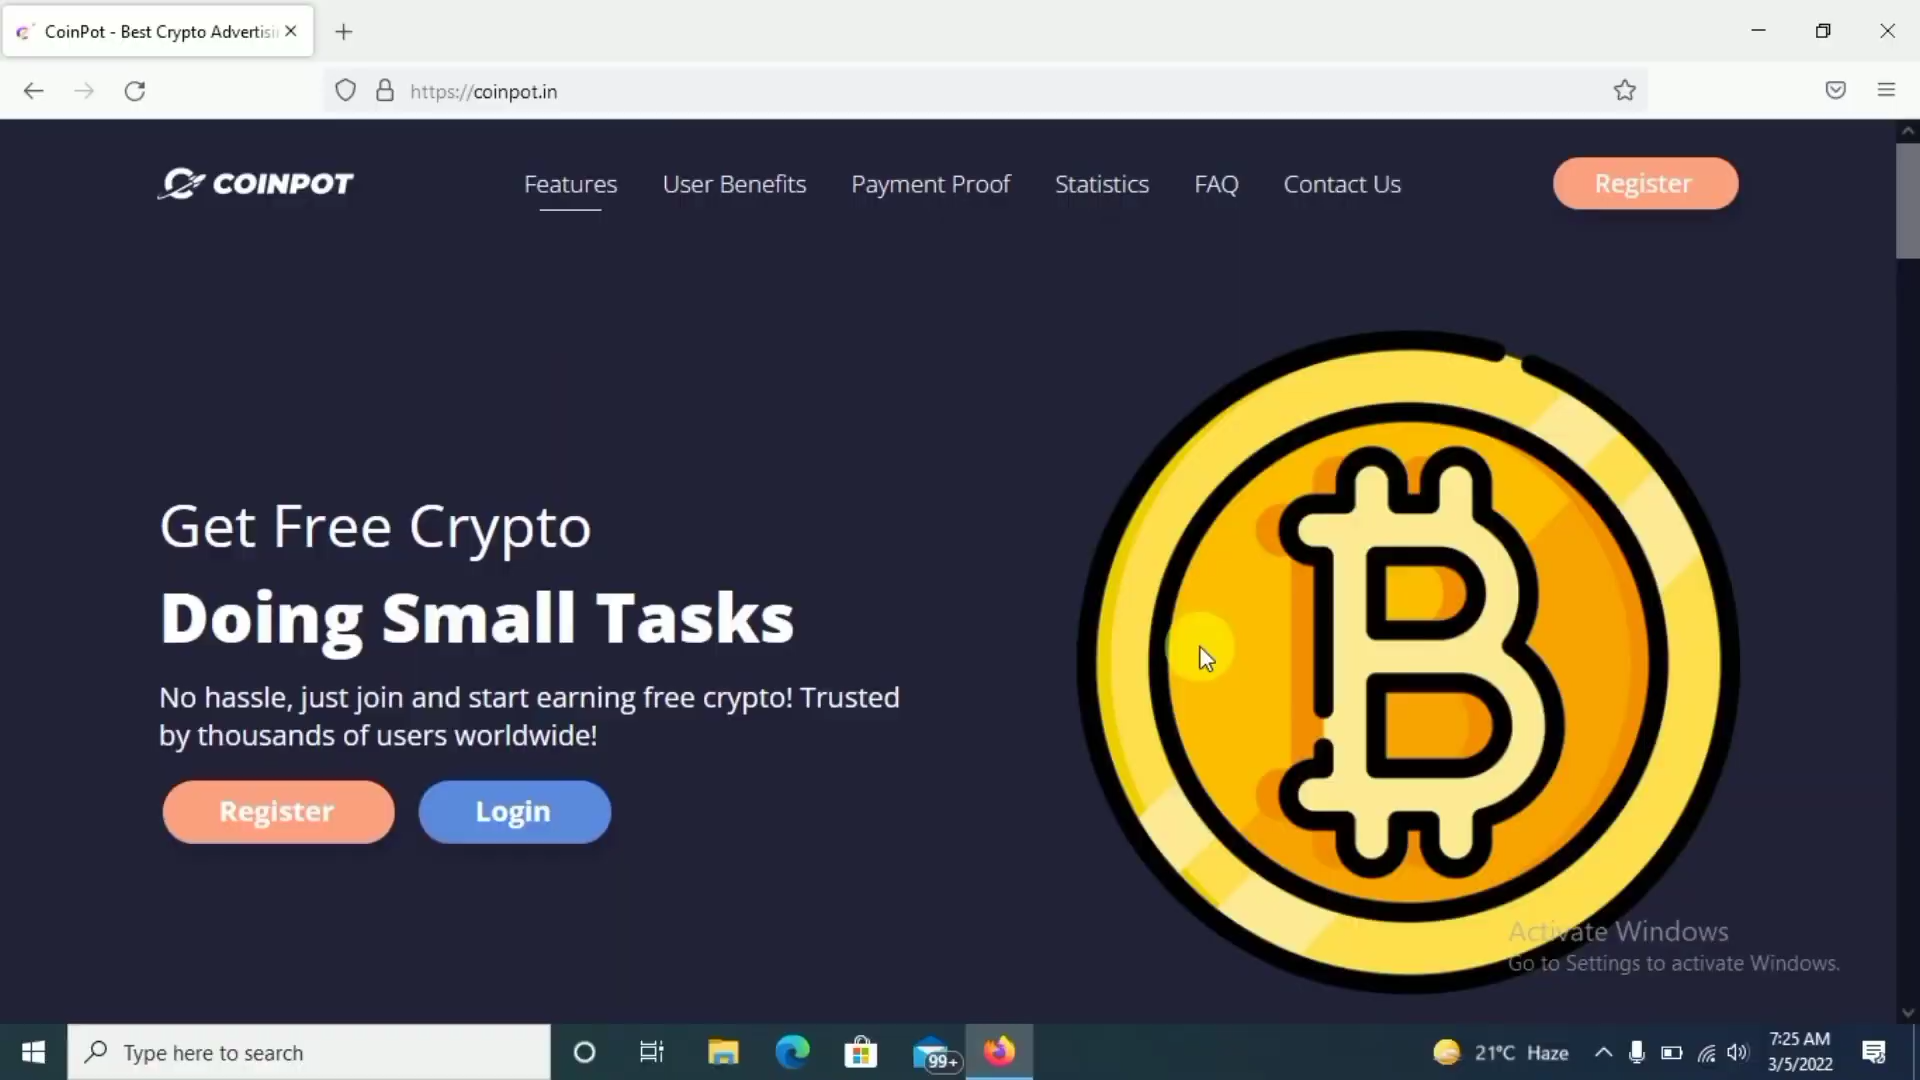 CoinPot - Best Crypto Advertisi
https://coinpot.in
COINPOT
Features
User Benefits
Payment Proof
Statistics
FAQ
Contact Us
Register
Get Free Crypto
Doing Small Tasks
No hassle, just join and start earning free crypto! Trusted
by thousands of users worldwide!
Register
Login
Activate Windows
Go to Settings to activate Windows.
Type here to search
99+
21°C Haze
7:25 AM
3/5/2022